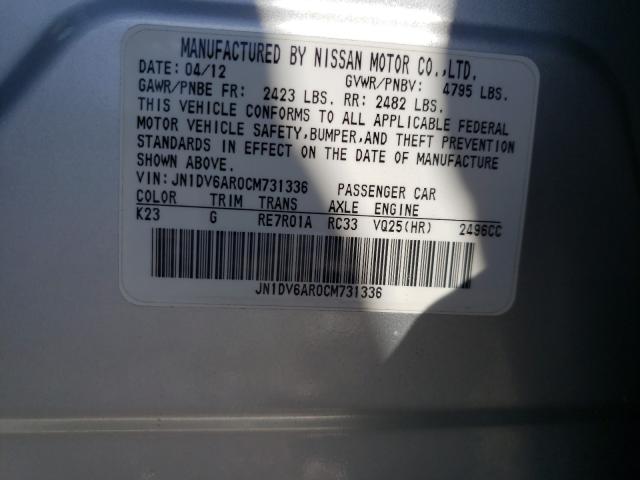 MANUFACTURED BY NISSAN MOTOR CO.,LTD.
DATE: 04/12 GVWR/PNBV: 4795 LBS.
GAWR/PNBE FR: 2423 LBS. RR: 2482 LBS.
THIS VEHICLE CONFORMS TO ALL APPLICABLE FEDERAL
MOTOR VEHICLE SAFETY,BUMPER,AND THEFT PREVENTION
STANDARDS IN EFFECT ON THE DATE OF MANUFACTURE
SHOWN ABOVE.
VIN: JN1DV6AR0CM731336 PASSENGER CAR
COLOR TRIM TRANS AXLE ENGINE
K23 G RE7R01A RC33 VQ25(HR) 2496CC
JN1DV6AR0CM731336